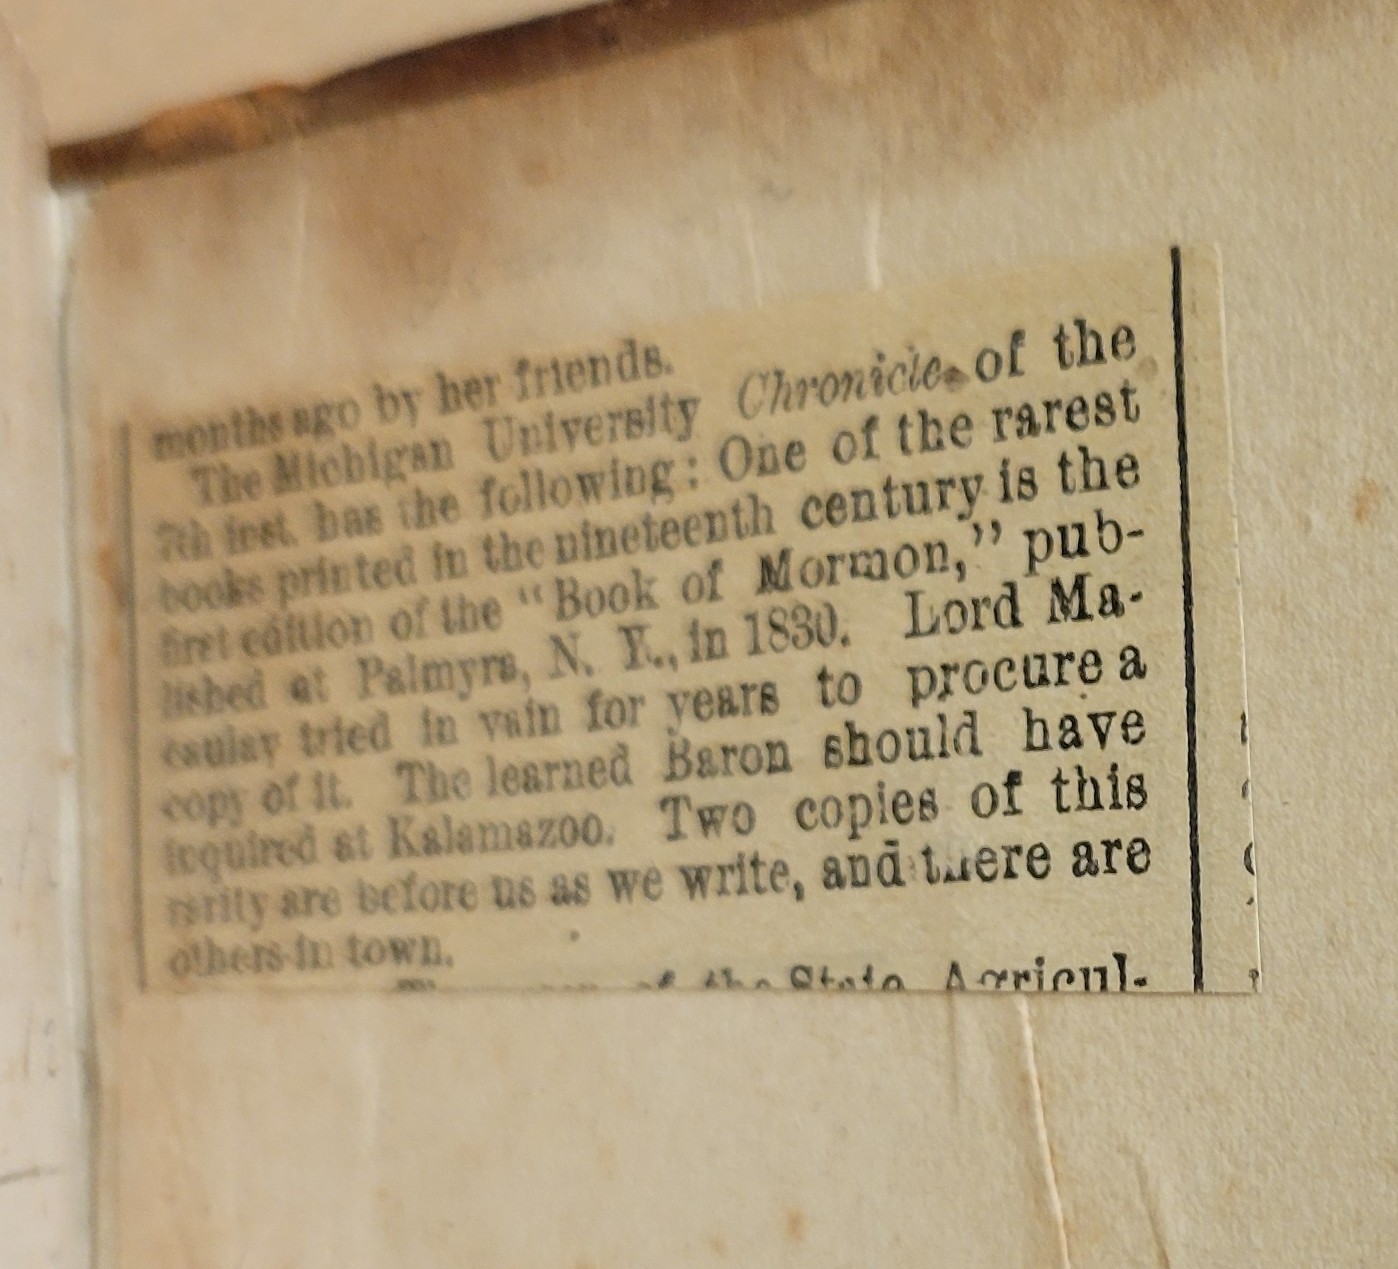 months ago by her friends.
The Michigan University Chronicle of the
7th inst. has the following: One of the rarest
books printed in the nineteenth century is the
first edition of the "Book of Mormon," pub-
lished at Palmyra, N. Y., in 1830. Lord Ma-
caulay tried in vain for years to procure a
copy of it. The learned Baron should have
inquired at Kalamazoo. Two copies of this
rarity are before us as we write, and there are
others in town.
of the State Agricul-